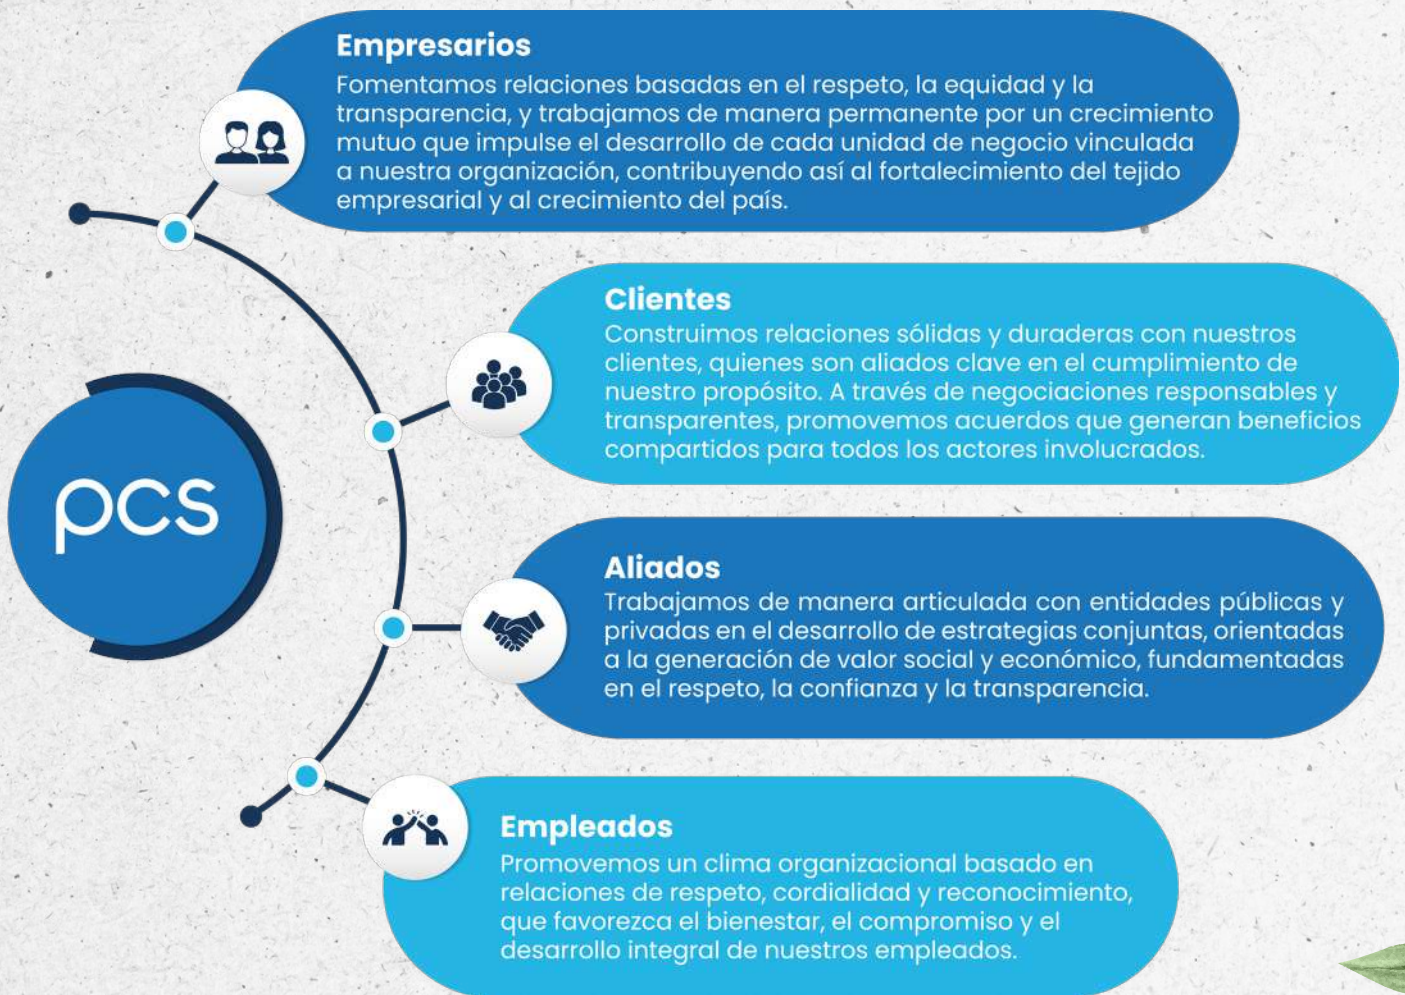 Empresarios
Fomentamos relaciones basadas en el respeto, la equidad y la
transparencia, y trabajamos de manera permanente por un crecimiento
mutuo que impulse el desarrollo de cada unidad de negocio vinculada
a nuestra organización, contribuyendo así al fortalecimiento del tejido
empresarial y al crecimiento del país.
Clientes
Construimos relaciones sólidas y duraderas con nuestros
clientes, quienes son aliados clave en el cumplimiento de
nuestro propósito. A través de negociaciones responsables y
transparentes, promovemos acuerdos que generan beneficios
compartidos para todos los actores involucrados.
pcs
Aliados
Trabajamos de manera articulada con entidades públicas y
privadas en el desarrollo de estrategias conjuntas, orientadas
a la generación de valor social y económico, fundamentadas
en el respeto, la confianza y la transparencia.
Empleados
Promovemos un clima organizacional basado en
relaciones de respeto, cordialidad y reconocimiento,
que favorezca el bienestar, el compromiso y el
desarrollo integral de nuestros empleados.